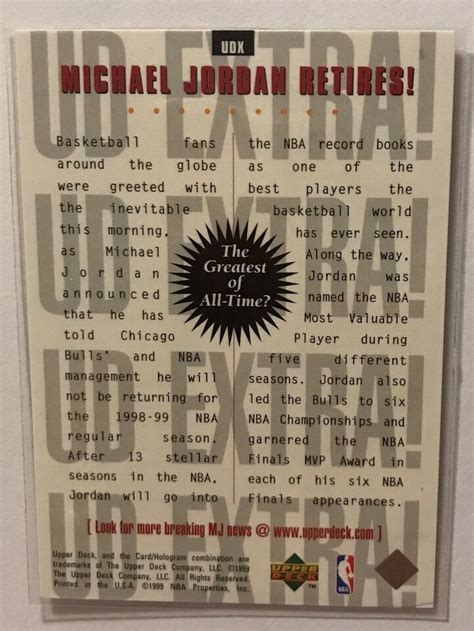 UDX
MICHAEL JORDAN RETIRES!
UD EXTRA!
UD EXTRA!
UD EXTRA!
UD EXTRA!
Basketball fans
around the globe
were greeted with
the inevitable
this morning,
as Michael
Jordan
announced
that he has
told Chicago
Bulls' and NBA
management he will
not be returning for
the 1998-99 NBA
regular season.
After 13 stellar
seasons in the NBA,
Jordan will go into
The
Greatest
of
All-Time?
the NBA record books
as one of the
best players the
basketball world
has ever seen.
Along the way,
Jordan was
named the NBA
Most Valuable
Player during
five different
seasons. Jordan also
led the Bulls to six
NBA Championships and
garnered the NBA
Finals MVP Award in
each of his six NBA
Finals appearances.
[ Look for more breaking MJ news @ www.upperdeck.com ]
Upper Deck, and the Card/Hologram combination are
trademarks of The Upper Deck Company, LLC. ©1999
The Upper Deck Company, LLC. All Rights Reserved.
Printed in the U.S.A. ©1999 NBA Properties, Inc.
UPPER
DECK
TM
NBA